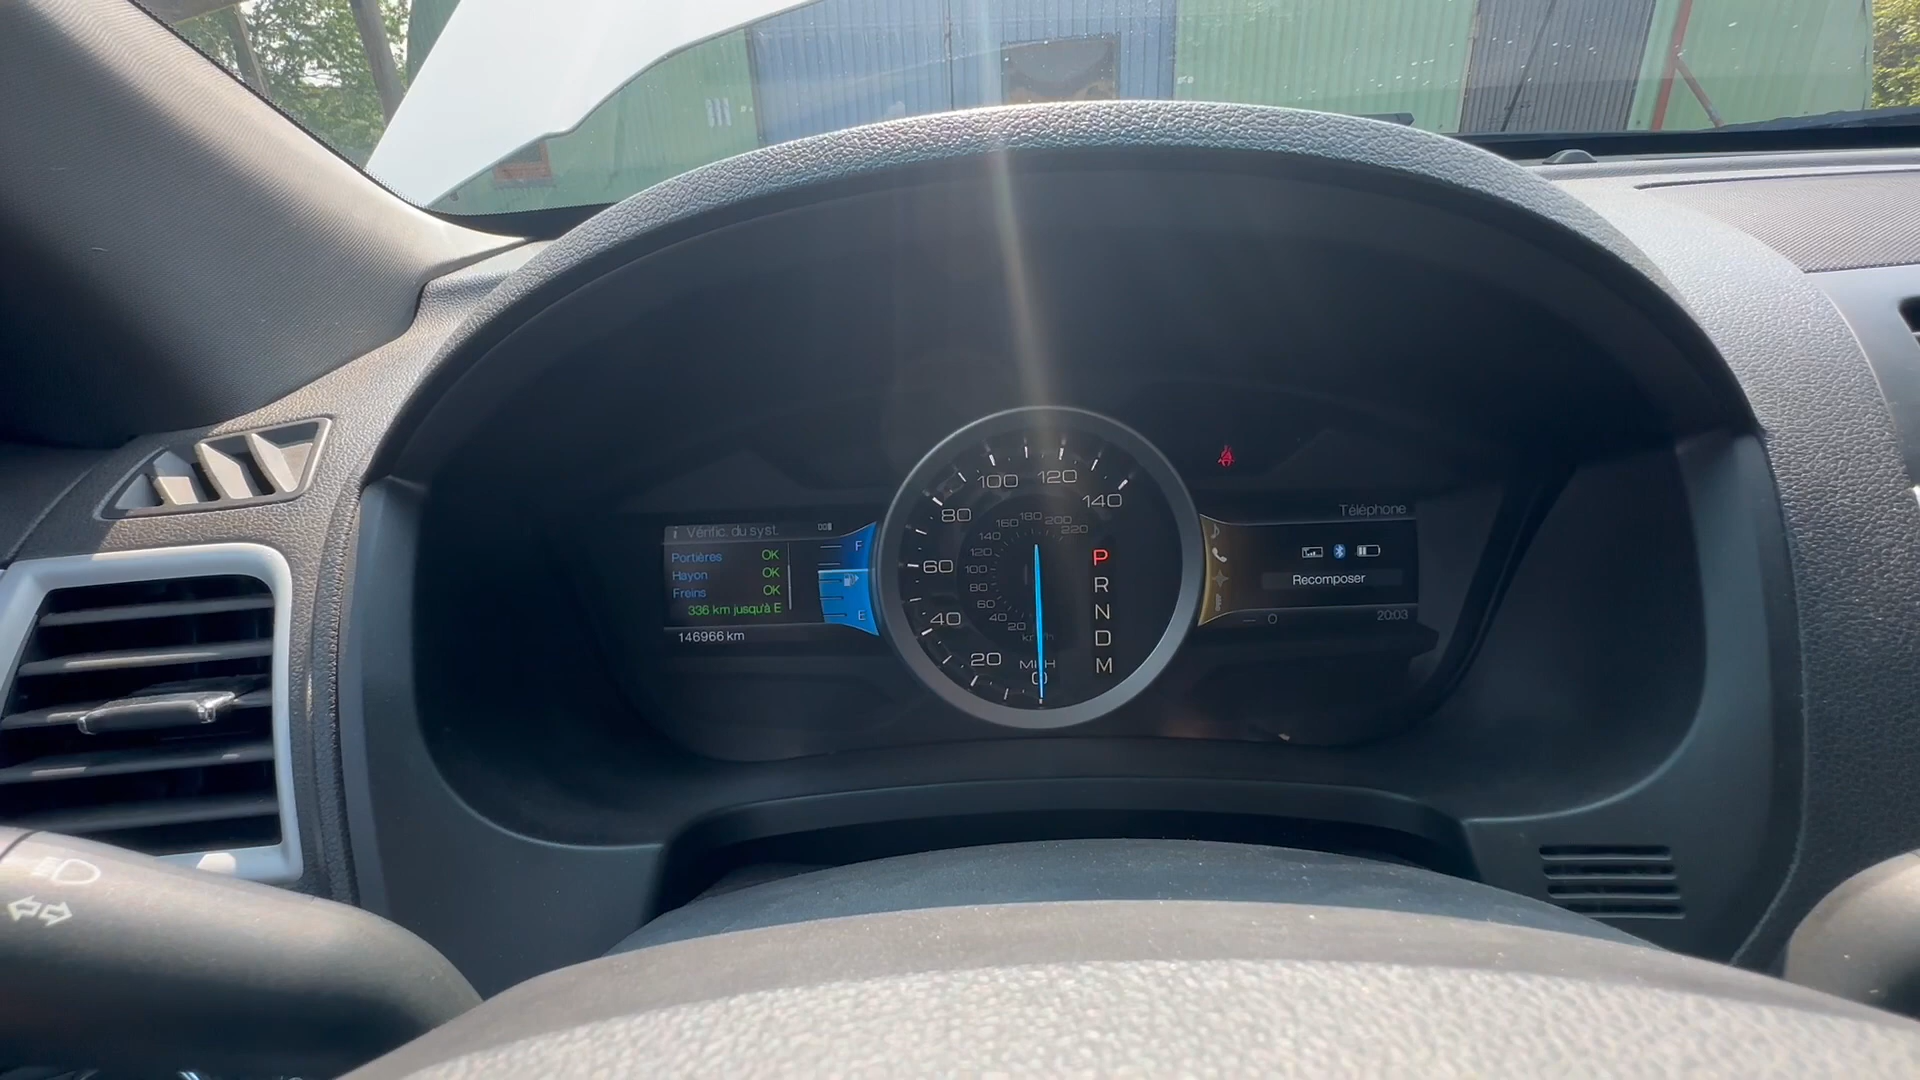 i Vérific. du syst.
Portières OK
Hayon OK
Freins OK
336 km jusqu'à E
146966 km
F
E
0
20
40
60
80
100
120
140
MPH
20
40
60
80
100
120
140
160
180
200
220
km/h
P
R
N
D
M
Téléphone
Recomposer
— 0
20:03